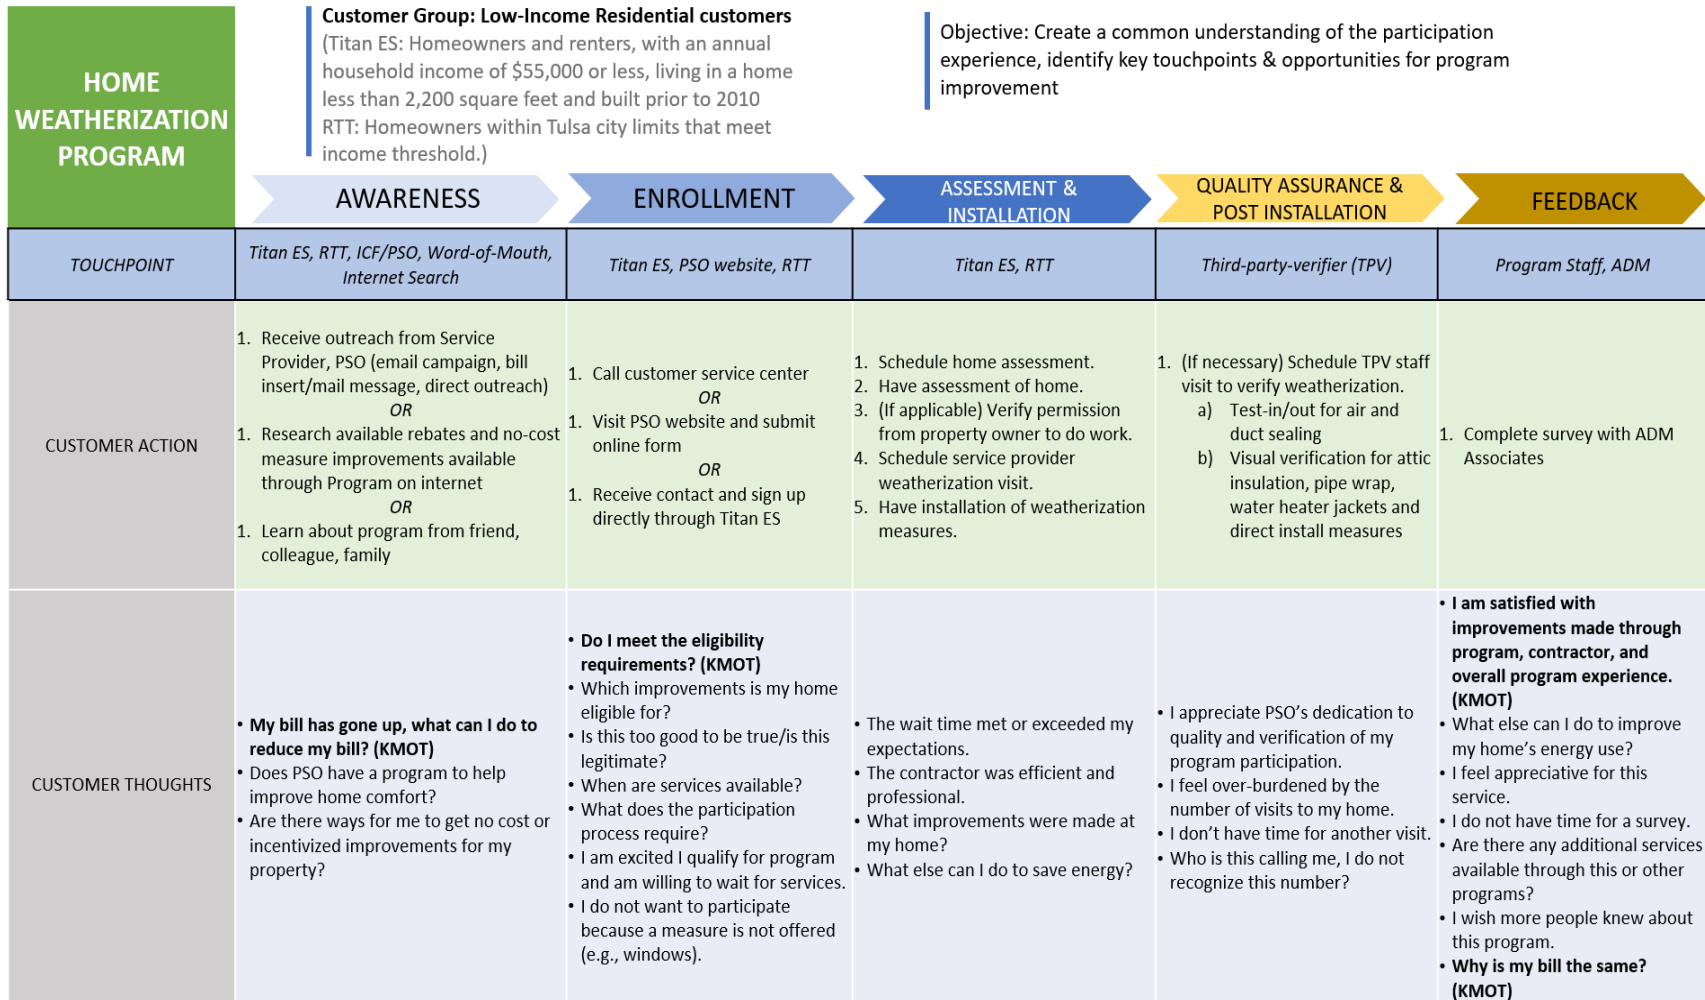 HOME
WEATHERIZATION
PROGRAM
Customer Group: Low-Income Residential customers
(Titan ES: Homeowners and renters, with an annual
household income of $55,000 or less, living in a home
less than 2,200 square feet and built prior to 2010
RTT: Homeowners within Tulsa city limits that meet
income threshold.)
Objective: Create a common understanding of the participation
experience, identify key touchpoints & opportunities for program
improvement
AWARENESS
ENROLLMENT
ASSESSMENT &
INSTALLATION
QUALITY ASSURANCE &
POST INSTALLATION
FEEDBACK
TOUCHPOINT
Titan ES, RTT, ICF/PSO, Word-of-Mouth,
Internet Search
Titan ES, PSO website, RTT
Titan ES, RTT
Third-party-verifier (TPV)
Program Staff, ADM
CUSTOMER ACTION
1. Receive outreach from Service
Provider, PSO (email campaign, bill
insert/mail message, direct outreach)
OR
1. Research available rebates and no-cost
measure improvements available
through Program on internet
OR
1. Learn about program from friend,
colleague, family
1. Call customer service center
OR
1. Visit PSO website and submit
online form
OR
1. Receive contact and sign up
directly through Titan ES
1. Schedule home assessment.
2. Have assessment of home.
3. (If applicable) Verify permission
from property owner to do work.
4. Schedule service provider
weatherization visit.
5. Have installation of weatherization
measures.
1. (If necessary) Schedule TPV staff
visit to verify weatherization.
a) Test-in/out for air and
duct sealing
b) Visual verification for attic
insulation, pipe wrap,
water heater jackets and
direct install measures
1. Complete survey with ADM
Associates
CUSTOMER THOUGHTS
• My bill has gone up, what can I do to
reduce my bill? (KMOT)
• Does PSO have a program to help
improve home comfort?
• Are there ways for me to get no cost or
incentivized improvements for my
property?
• Do I meet the eligibility
requirements? (KMOT)
• Which improvements is my home
eligible for?
• Is this too good to be true/is this
legitimate?
• When are services available?
• What does the participation
process require?
• I am excited I qualify for program
and am willing to wait for services.
• I do not want to participate
because a measure is not offered
(e.g., windows).
• The wait time met or exceeded my
expectations.
• The contractor was efficient and
professional.
• What improvements were made at
my home?
• What else can I do to save energy?
• I appreciate PSO’s dedication to
quality and verification of my
program participation.
• I feel over-burdened by the
number of visits to my home.
• I don’t have time for another visit.
• Who is this calling me, I do not
recognize this number?
• I am satisfied with
improvements made through
program, contractor, and
overall program experience.
(KMOT)
• What else can I do to improve
my home’s energy use?
• I feel appreciative for this
service.
• I do not have time for a survey.
• Are there any additional services
available through this or other
programs?
• I wish more people knew about
this program.
• Why is my bill the same?
(KMOT)